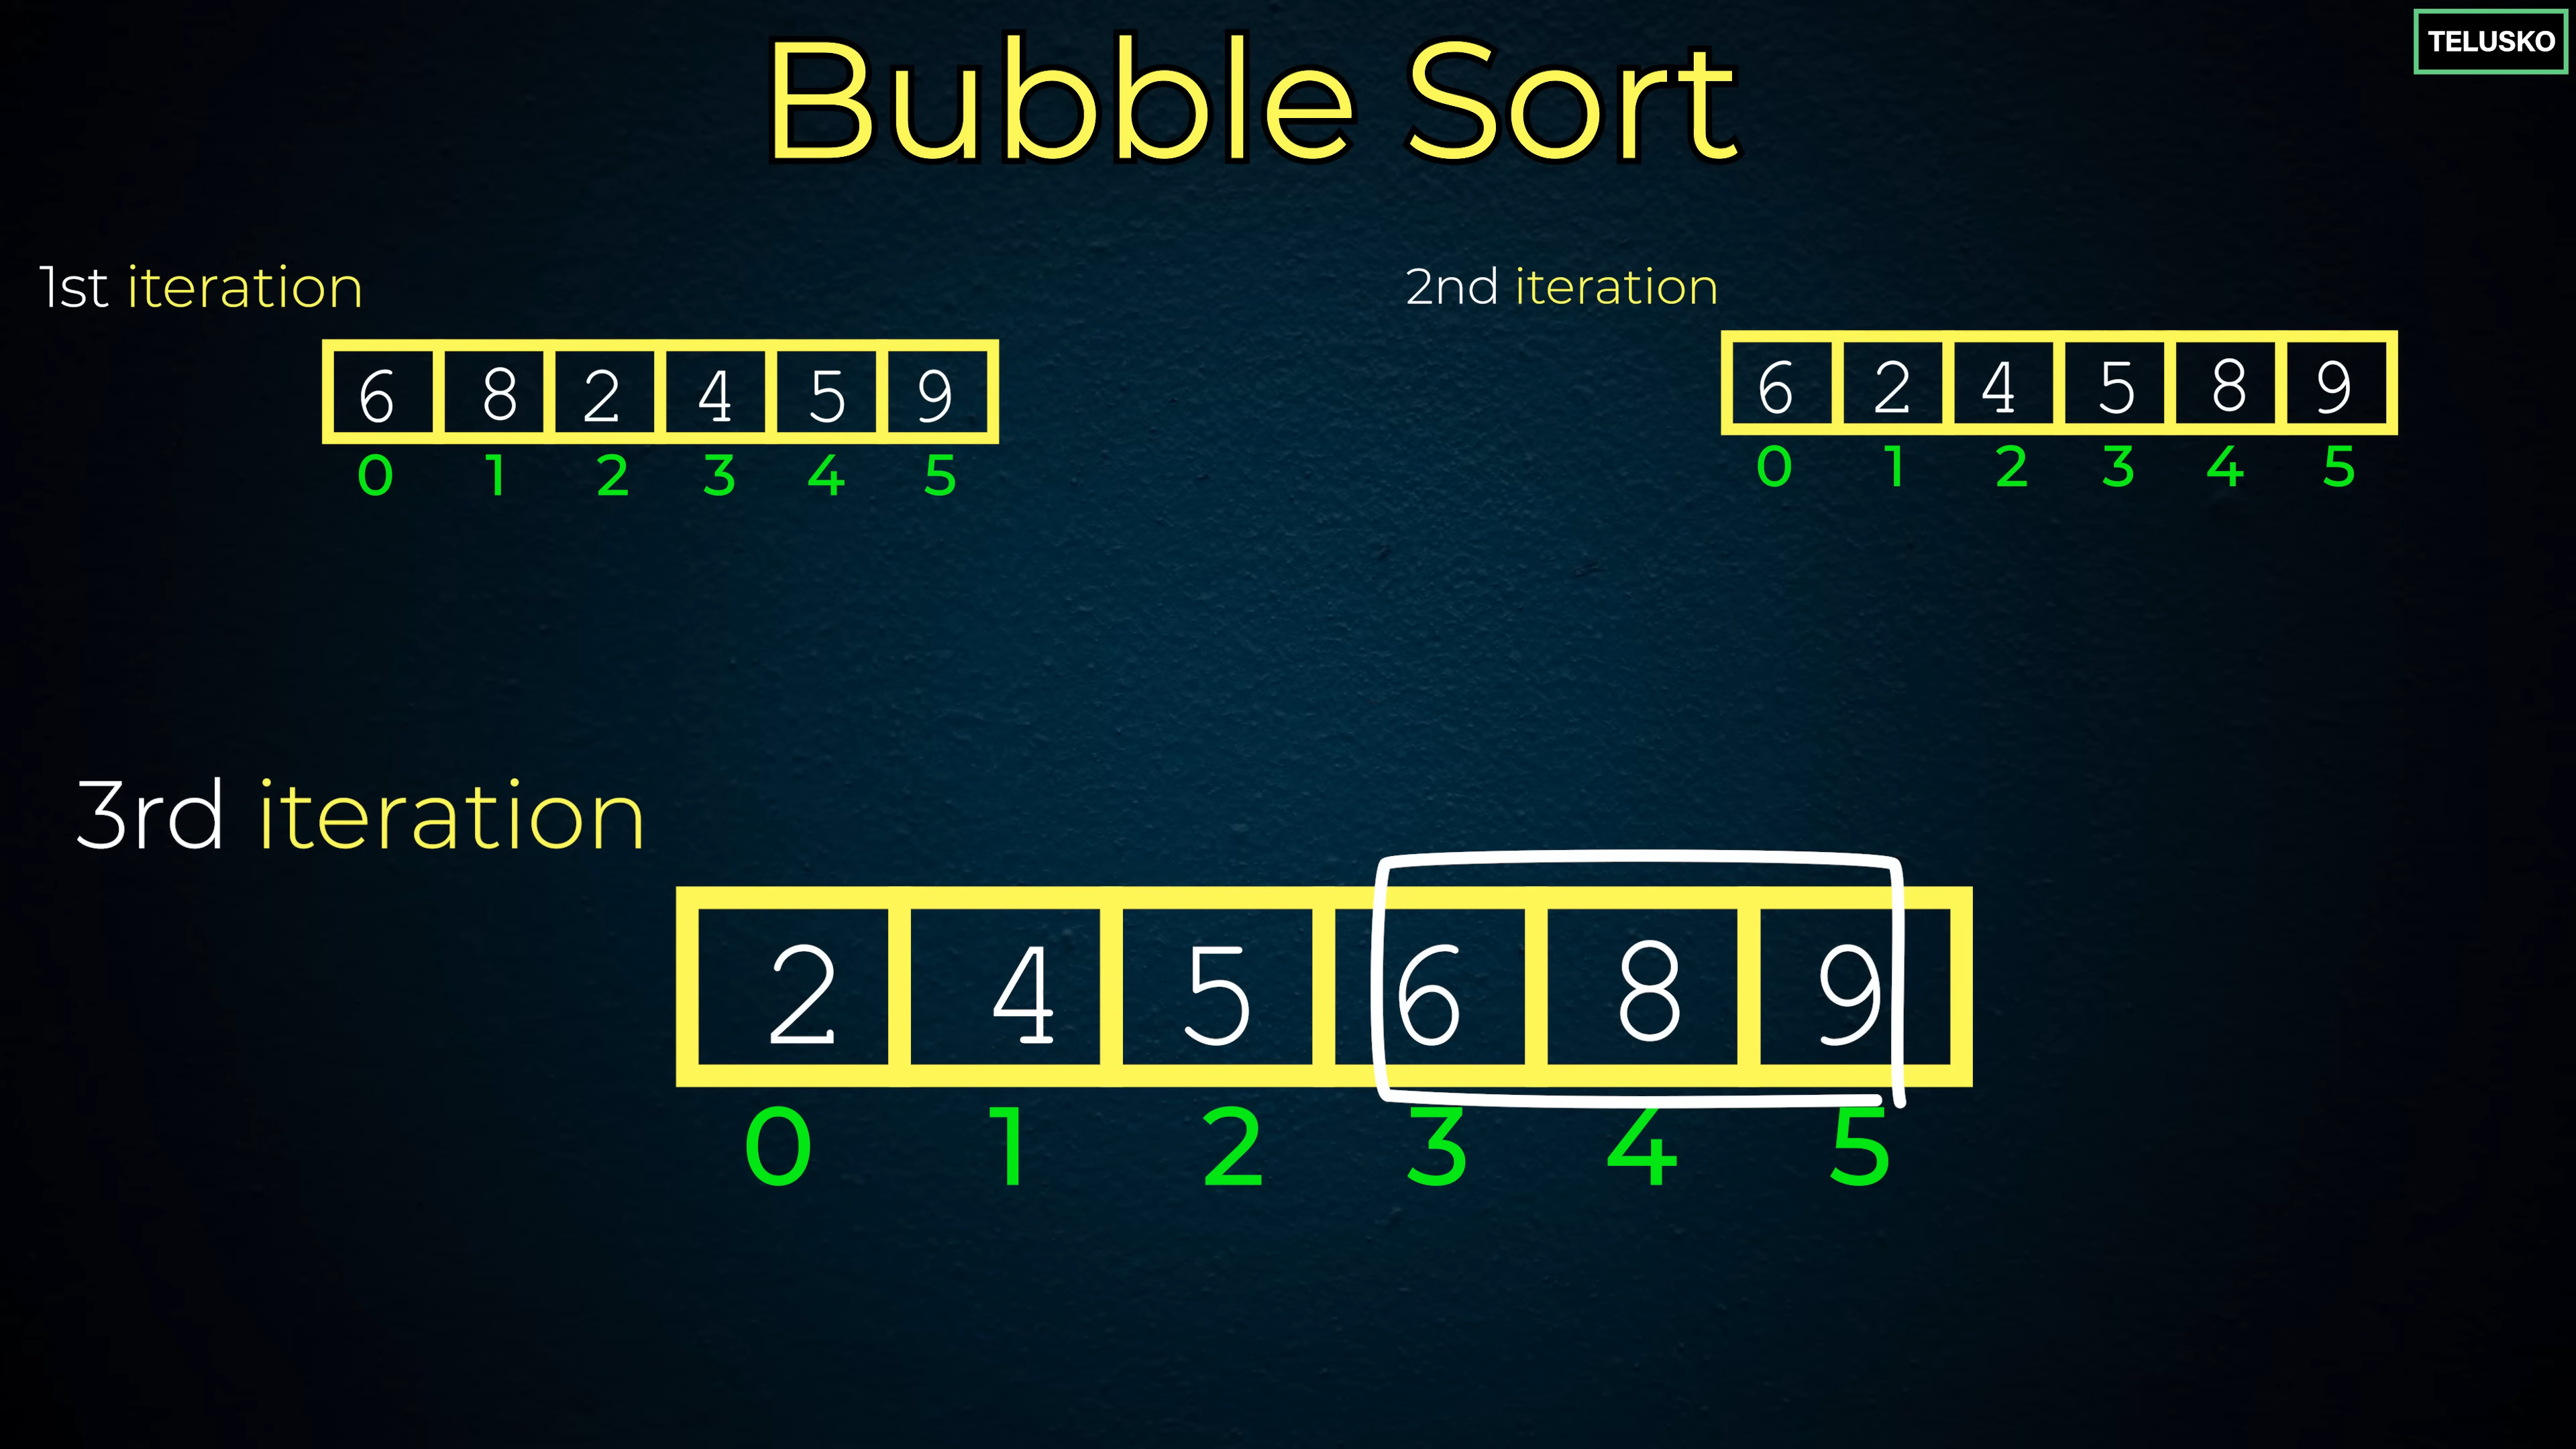 TELUSKO
Bubble Sort
1st iteration
6 8 2 4 5 9
0 1 2 3 4 5
2nd iteration
6 2 4 5 8 9
0 1 2 3 4 5
3rd iteration
2 4 5 6 8 9
0 1 2 3 4 5